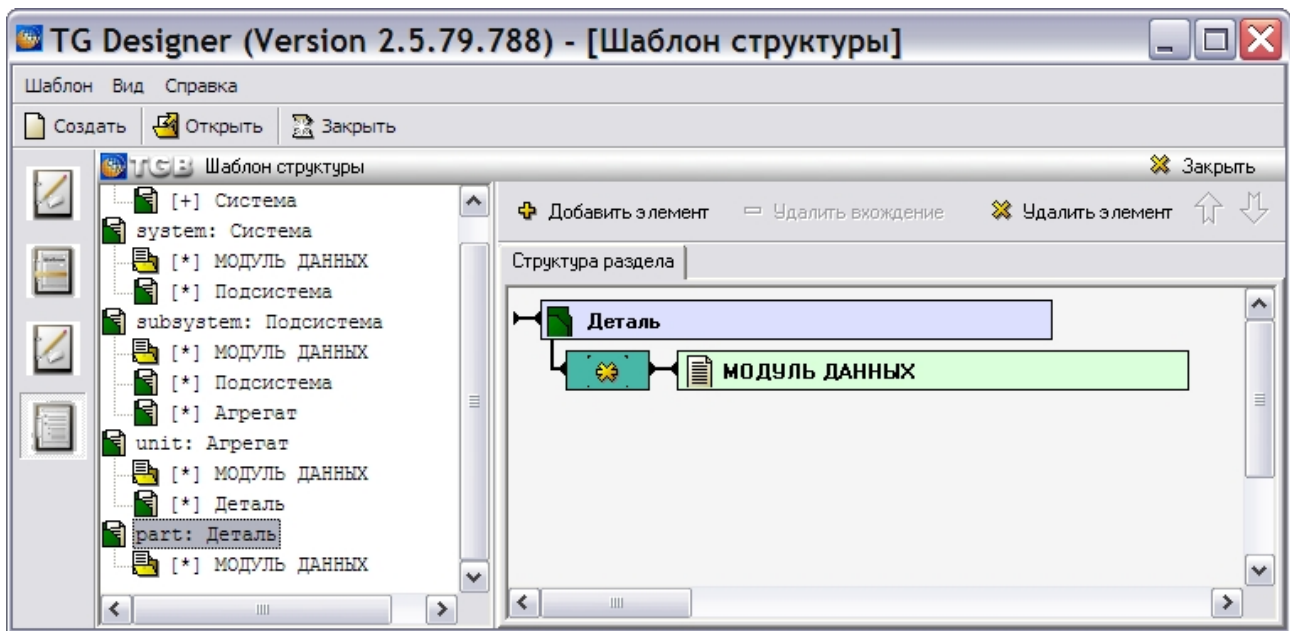 TG Designer (Version 2.5.79.788) - [Шаблон структуры]
Шаблон Вид Справка
Создать Открыть Закрыть
TGB Шаблон структуры Закрыть
[+] Система
system: Система
[*] МОДУЛЬ ДАННЫХ
[*] Подсистема
subsystem: Подсистема
[*] МОДУЛЬ ДАННЫХ
[*] Подсистема
[*] Агрегат
unit: Агрегат
[*] МОДУЛЬ ДАННЫХ
[*] Деталь
part: Деталь
[*] МОДУЛЬ ДАННЫХ
Добавить элемент Удалить вхождение Удалить элемент
Структура раздела
Деталь
МОДУЛЬ ДАННЫХ